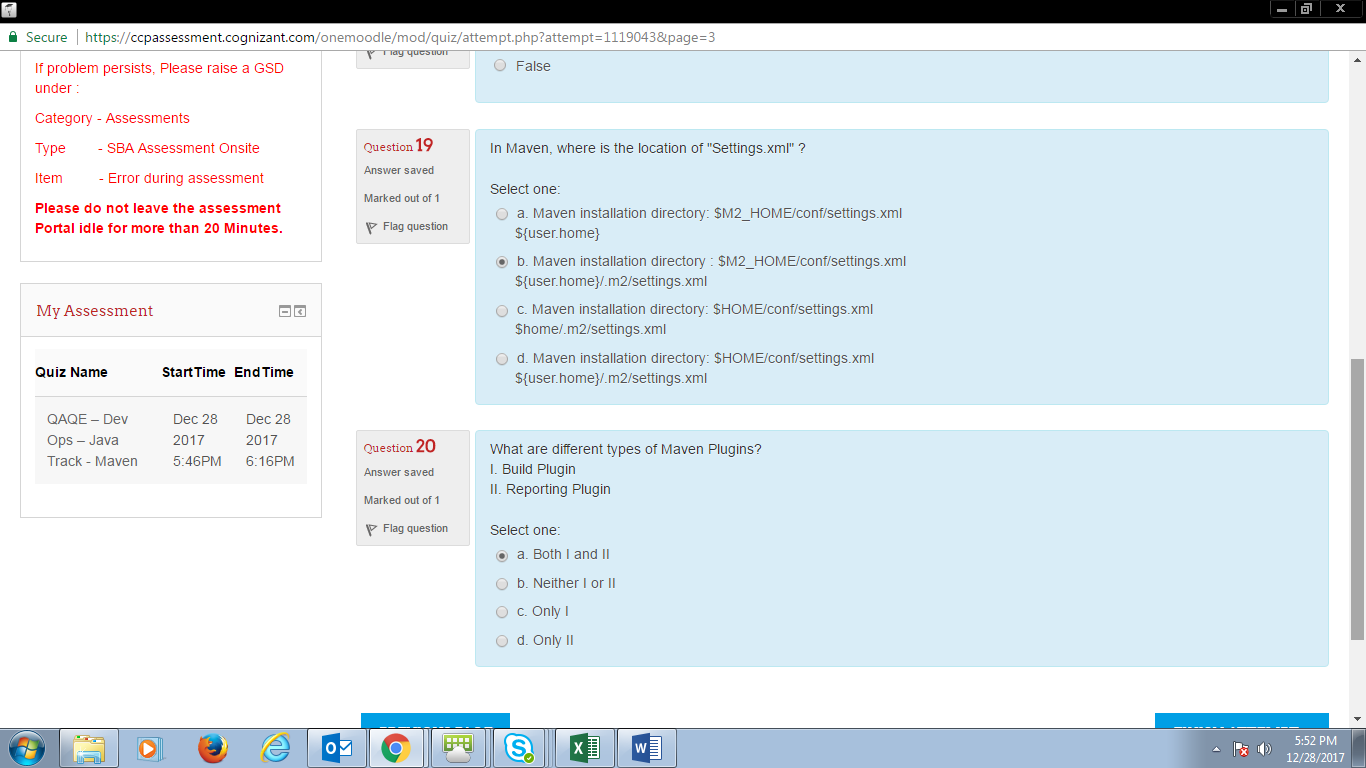 Secure https://ccpassessment.cognizant.com/onemoodle/mod/quiz/attempt.php?attempt=1119043&page=3
If problem persists, Please raise a GSD
under :
Category - Assessments
Type - SBA Assessment Onsite
Item - Error during assessment
Please do not leave the assessment
Portal idle for more than 20 Minutes.
My Assessment
Quiz Name StartTime EndTime
QAQE – Dev Dec 28 Dec 28
Ops – Java 2017 2017
Track - Maven 5:46PM 6:16PM
Flag question
False
Question 19
Answer saved
Marked out of 1
Flag question
In Maven, where is the location of "Settings.xml" ?
Select one:
a. Maven installation directory: $M2_HOME/conf/settings.xml
${user.home}
b. Maven installation directory : $M2_HOME/conf/settings.xml
${user.home}/.m2/settings.xml
c. Maven installation directory: $HOME/conf/settings.xml
$home/.m2/settings.xml
d. Maven installation directory: $HOME/conf/settings.xml
${user.home}/.m2/settings.xml
Question 20
Answer saved
Marked out of 1
Flag question
What are different types of Maven Plugins?
I. Build Plugin
II. Reporting Plugin
Select one:
a. Both I and II
b. Neither I or II
c. Only I
d. Only II
5:52 PM
12/28/2017